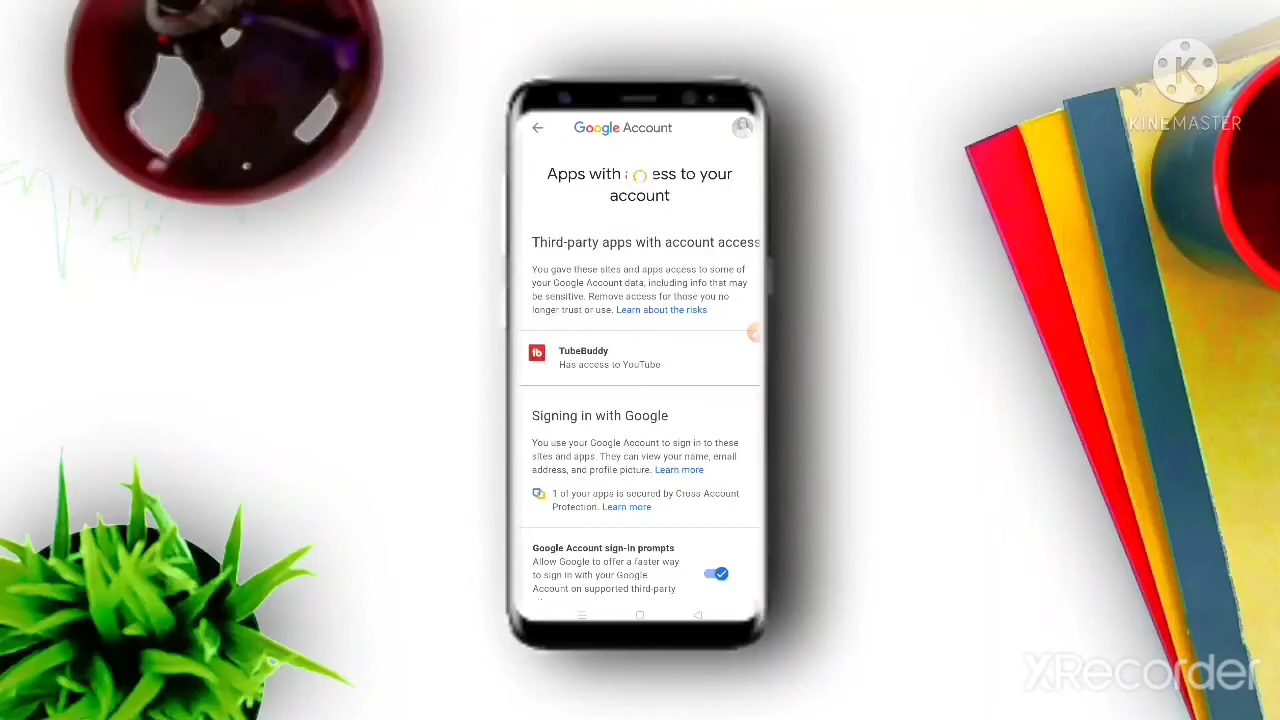 K
KINEMASTER
Google Account
Apps with ess to your
account
Third-party apps with account access
You gave these sites and apps access to some of
your Google Account data, including info that may
be sensitive. Remove access for those you no
longer trust or use. Learn about the risks
tb
TubeBuddy
Has access to YouTube
Signing in with Google
You use your Google Account to sign in to these
sites and apps. They can view your name, email
address, and profile picture. Learn more
1 of your apps is secured by Cross Account
Protection. Learn more
Google Account sign-in prompts
Allow Google to offer a faster way
to sign in with your Google
Account on supported third-party
XRecorder